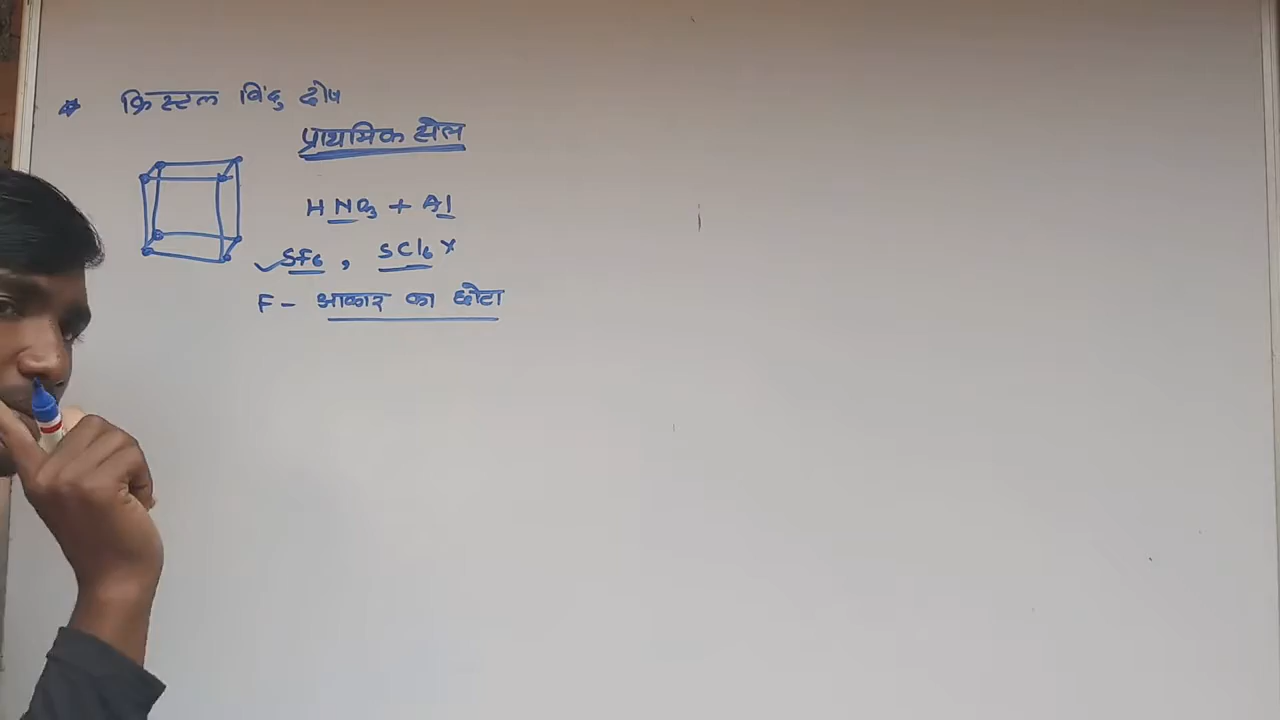 * क्रिस्टल बिंदु दोष
प्राथमिक सेल
HNO3 + Al
✓SF6, SCl6 ×
F - आकार का छोटा